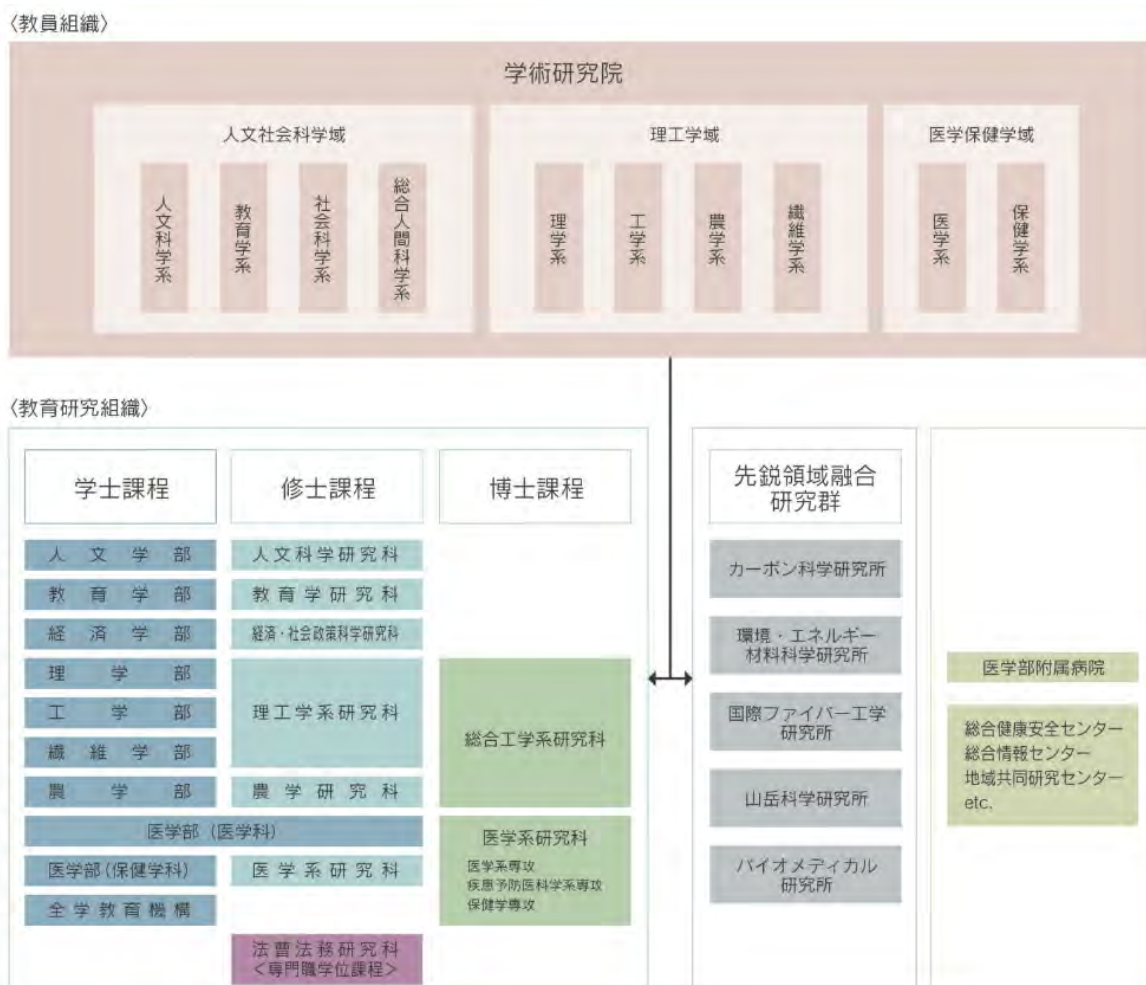 〈教員組織〉
学術研究院
人文社会科学域
人文科学系
教育学系
社会科学系
総合人間科学系
理工学域
理学系
工学系
農学系
繊維学系
医学保健学域
医学系
保健学系
〈教育研究組織〉
学士課程
人文学部
教育学部
経済学部
理学部
工学部
繊維学部
農学部
医学部（医学科）
医学部（保健学科）
全学教育機構
修士課程
人文科学研究科
教育学研究科
経済・社会政策科学研究科
理工学系研究科
農学研究科
医学系研究科
法曹法務研究科
＜専門職学位課程＞
博士課程
総合工学系研究科
医学系研究科
医学系専攻
疾患予防医科学系専攻
保健学専攻
先鋭領域融合
研究群
カーボン科学研究所
環境・エネルギー
材料科学研究所
国際ファイバー工学
研究所
山岳科学研究所
バイオメディカル
研究所
医学部附属病院
総合健康安全センター
総合情報センター
地域共同研究センター
etc.